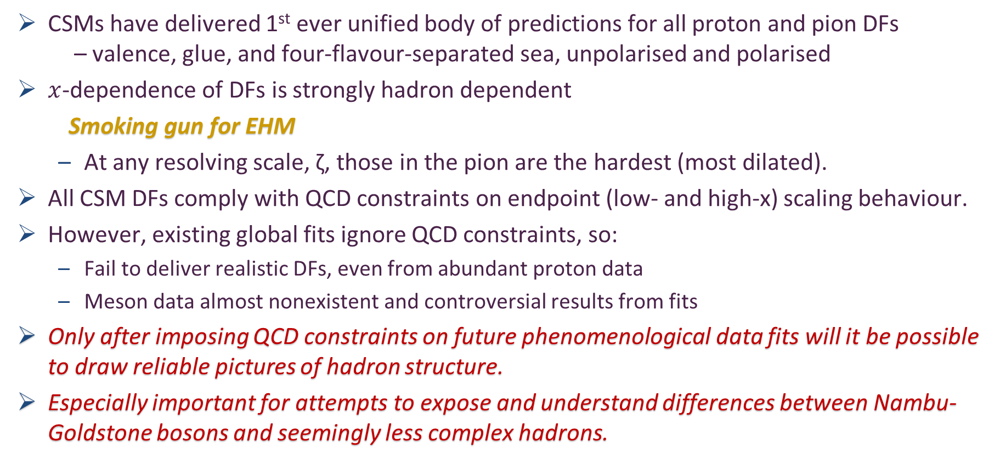 ➢ CSMs have delivered 1st ever unified body of predictions for all proton and pion DFs
– valence, glue, and four-flavour-separated sea, unpolarised and polarised
➢ x-dependence of DFs is strongly hadron dependent
Smoking gun for EHM
– At any resolving scale, ζ, those in the pion are the hardest (most dilated).
➢ All CSM DFs comply with QCD constraints on endpoint (low- and high-x) scaling behaviour.
➢ However, existing global fits ignore QCD constraints, so:
– Fail to deliver realistic DFs, even from abundant proton data
– Meson data almost nonexistent and controversial results from fits
➢ Only after imposing QCD constraints on future phenomenological data fits will it be possible
to draw reliable pictures of hadron structure.
➢ Especially important for attempts to expose and understand differences between Nambu-
Goldstone bosons and seemingly less complex hadrons.